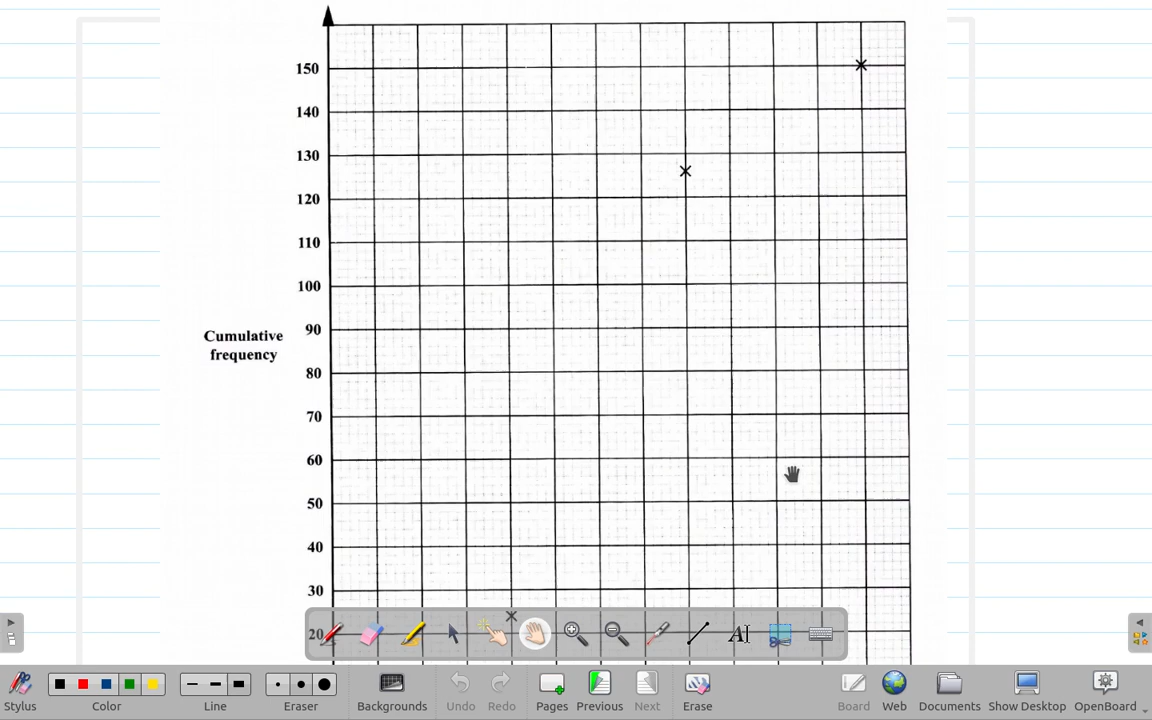 150
140
130
120
110
100
90
Cumulative
frequency
80
70
60
50
40
30
20
A
Stylus
Color
Line
Eraser
Backgrounds
Undo
Redo
Pages
Previous
Next
Erase
Board
Web
Documents
Show Desktop
OpenBoard